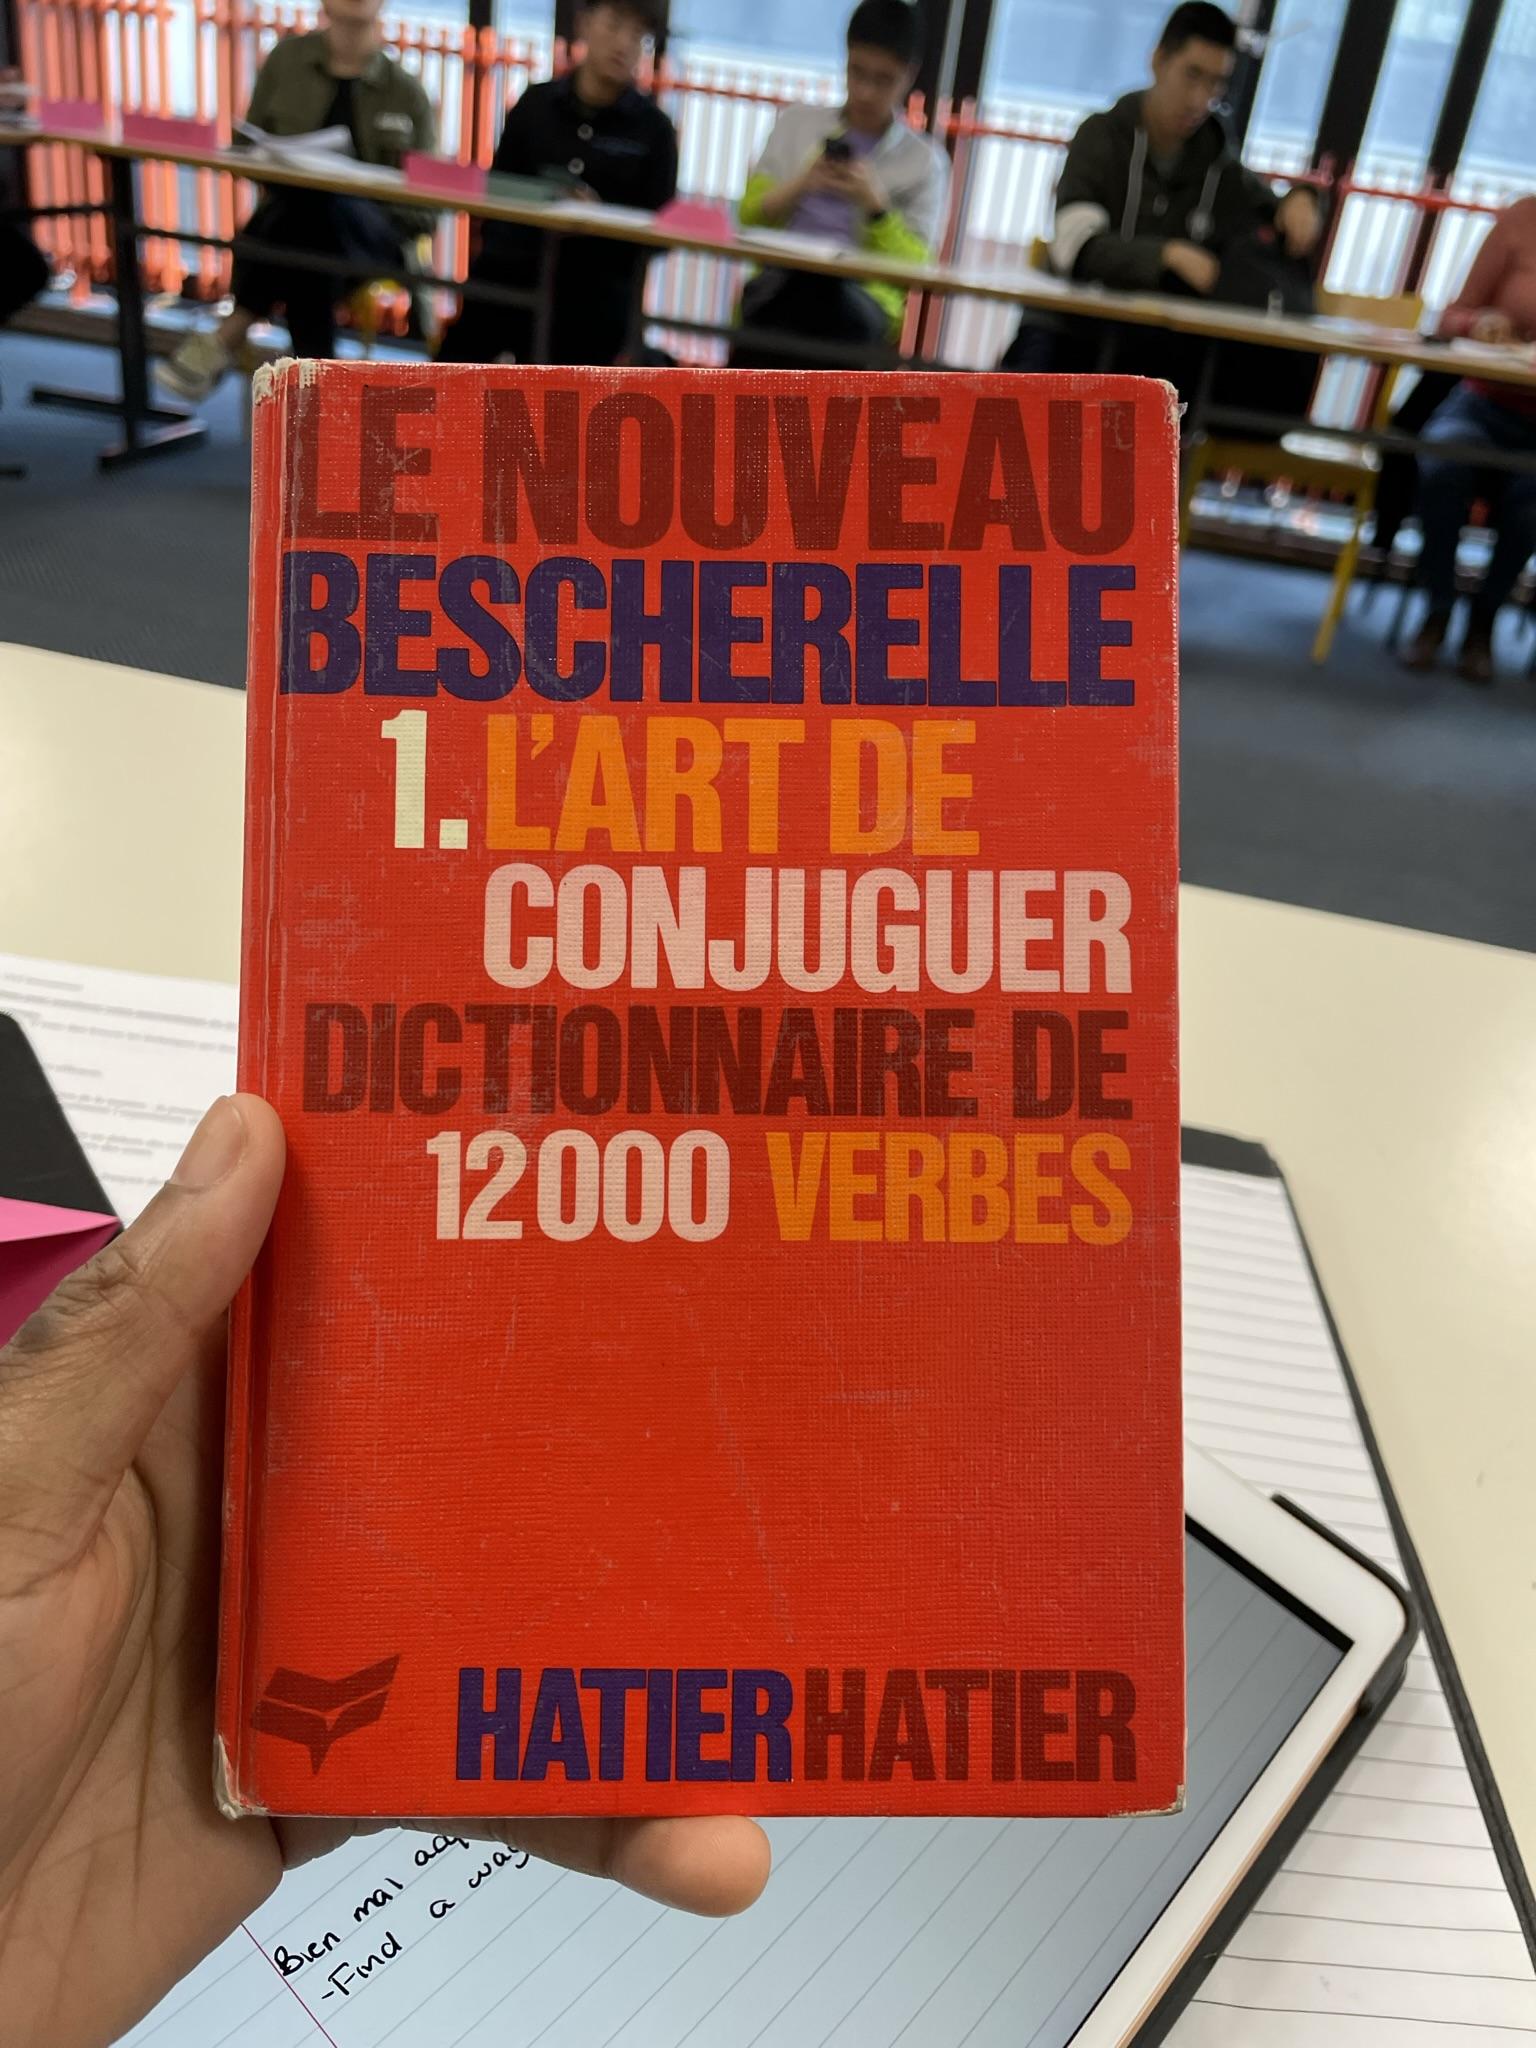 LE NOUVEAU
BESCHERELLE
1. L'ART DE
CONJUGUER
DICTIONNAIRE DE
12000 VERBES
HATIER HATIER
Bien mal
-Find a